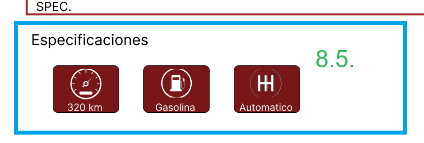 SPEC.
Especificaciones
8.5.
320 km
Gasolina
Automatico